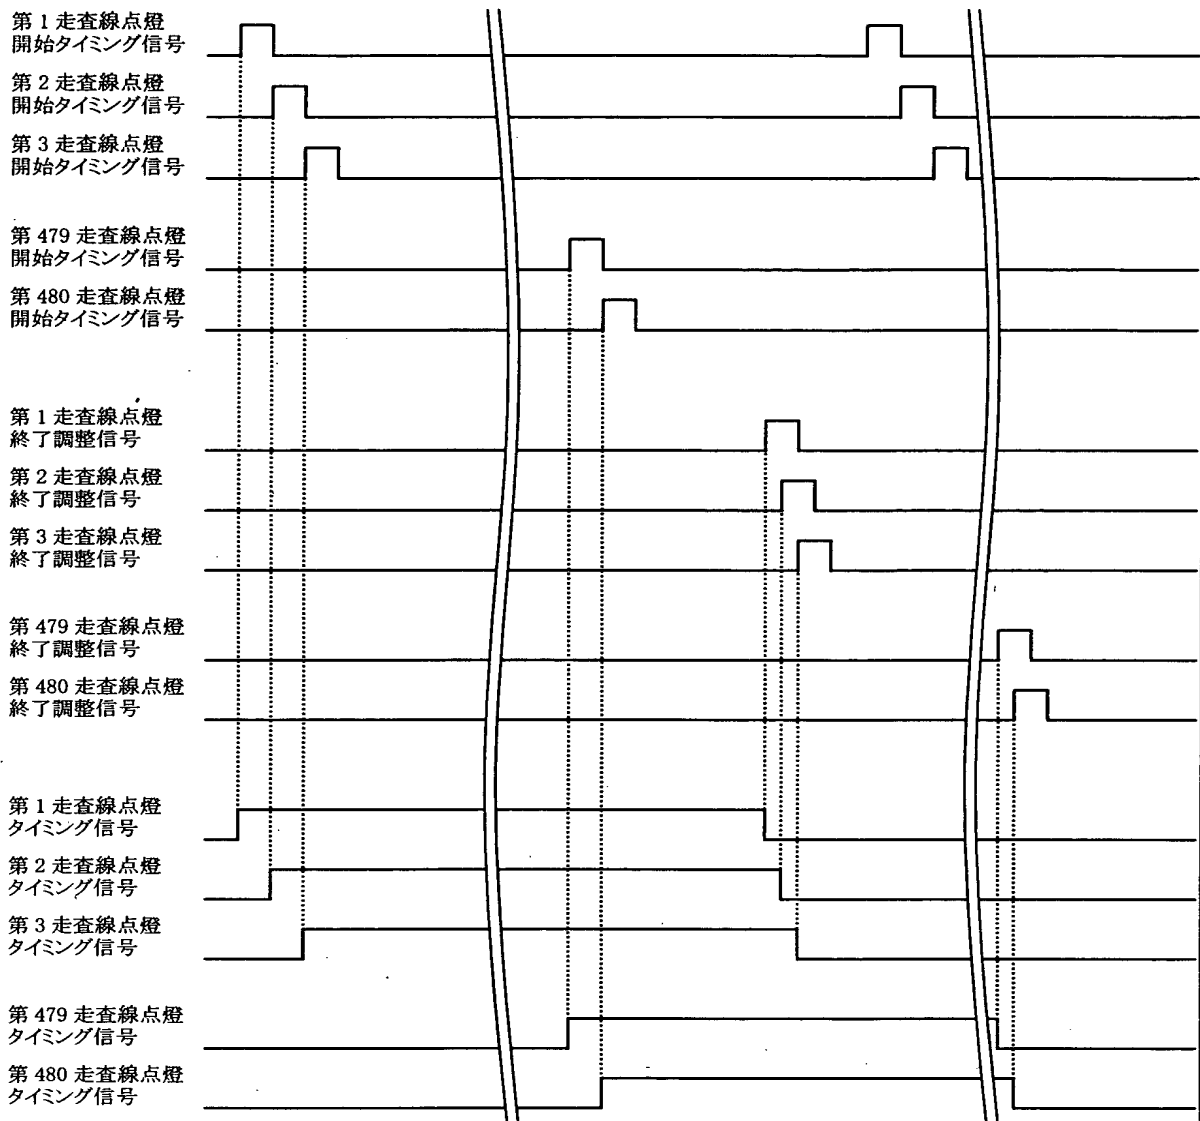 第 1 走査線点燈
開始タイミング信号
第 2 走査線点燈
開始タイミング信号
第 3 走査線点燈
開始タイミング信号
第 479 走査線点燈
開始タイミング信号
第 480 走査線点燈
開始タイミング信号
第 1 走査線点燈
終了調整信号
第 2 走査線点燈
終了調整信号
第 3 走査線点燈
終了調整信号
第 479 走査線点燈
終了調整信号
第 480 走査線点燈
終了調整信号
第 1 走査線点燈
タイミング信号
第 2 走査線点燈
タイミング信号
第 3 走査線点燈
タイミング信号
第 479 走査線点燈
タイミング信号
第 480 走査線点燈
タイミング信号